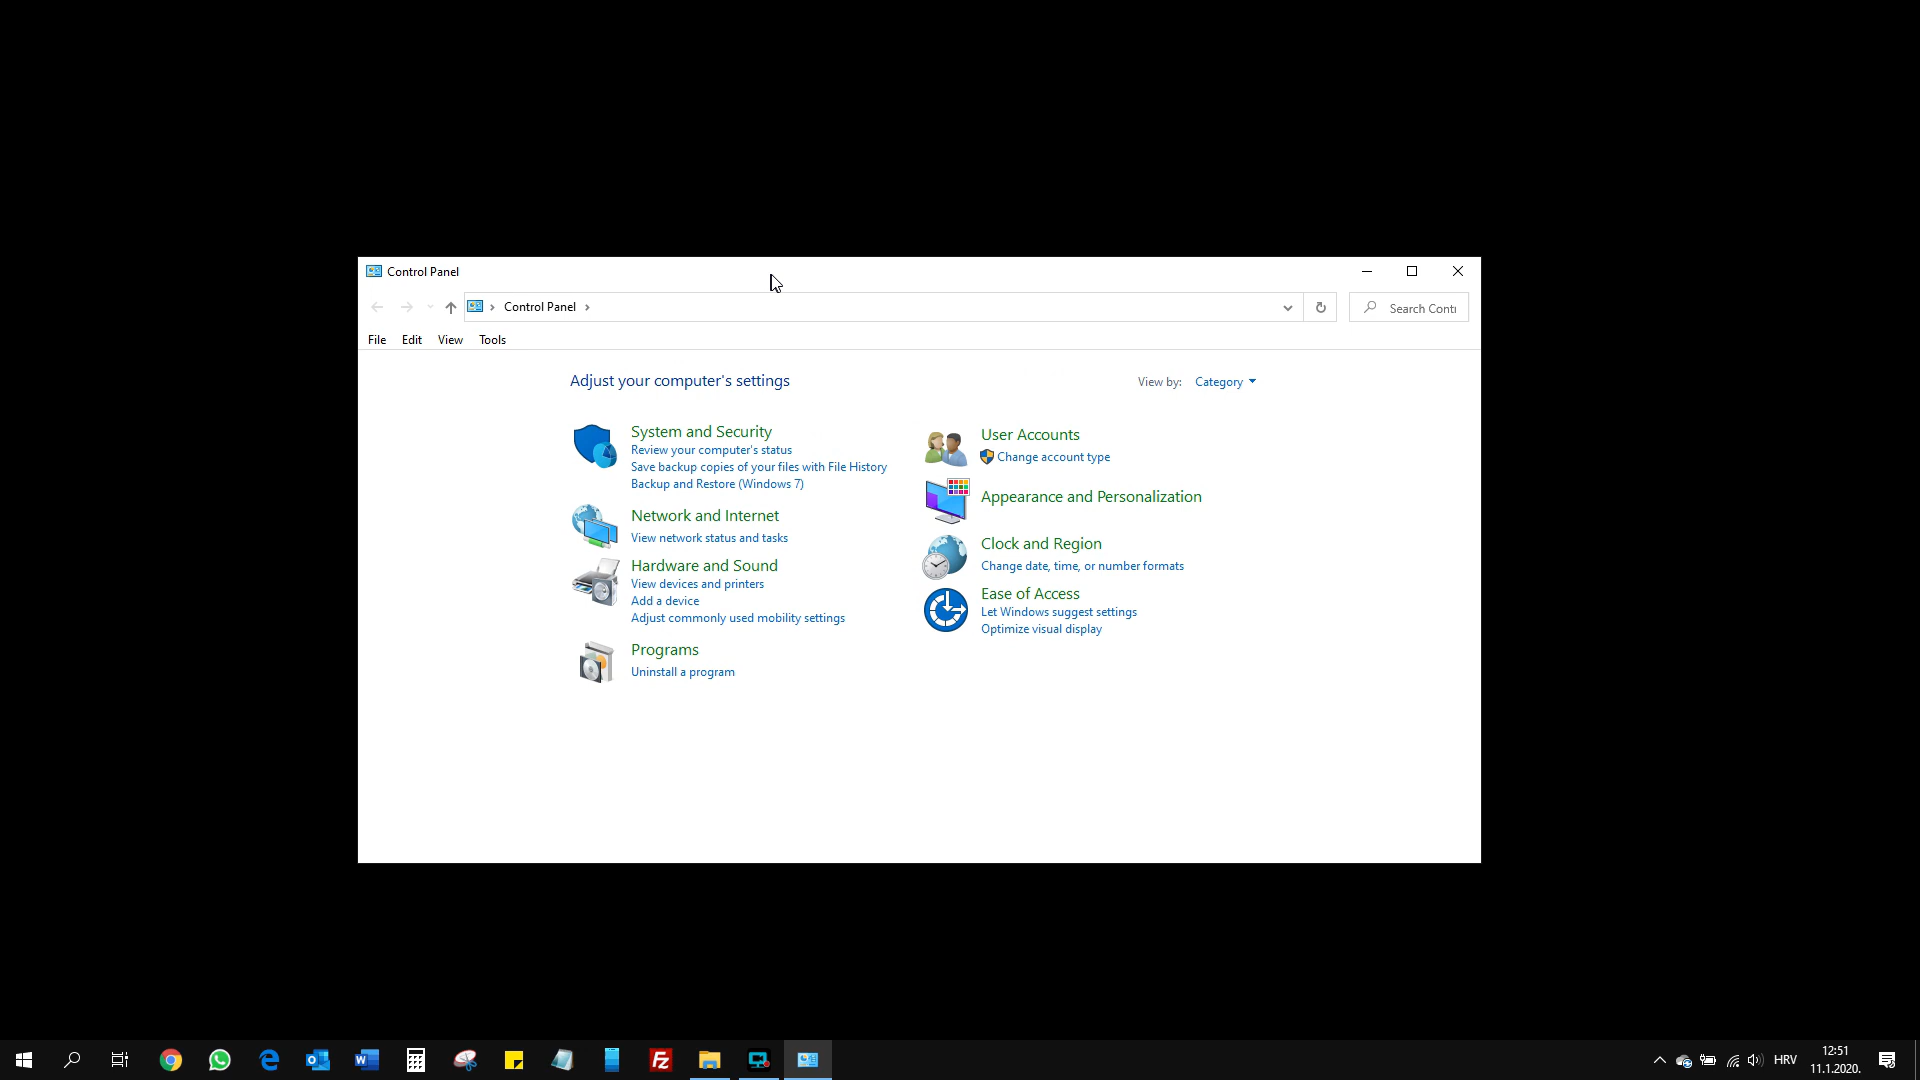 Control Panel
Control Panel
Search Contr
File Edit View Tools
Adjust your computer's settings
View by: Category
System and Security
Review your computer's status
Save backup copies of your files with File History
Backup and Restore (Windows 7)
Network and Internet
View network status and tasks
Hardware and Sound
View devices and printers
Add a device
Adjust commonly used mobility settings
Programs
Uninstall a program
User Accounts
Change account type
Appearance and Personalization
Clock and Region
Change date, time, or number formats
Ease of Access
Let Windows suggest settings
Optimize visual display
HRV
12:51
11.1.2020.